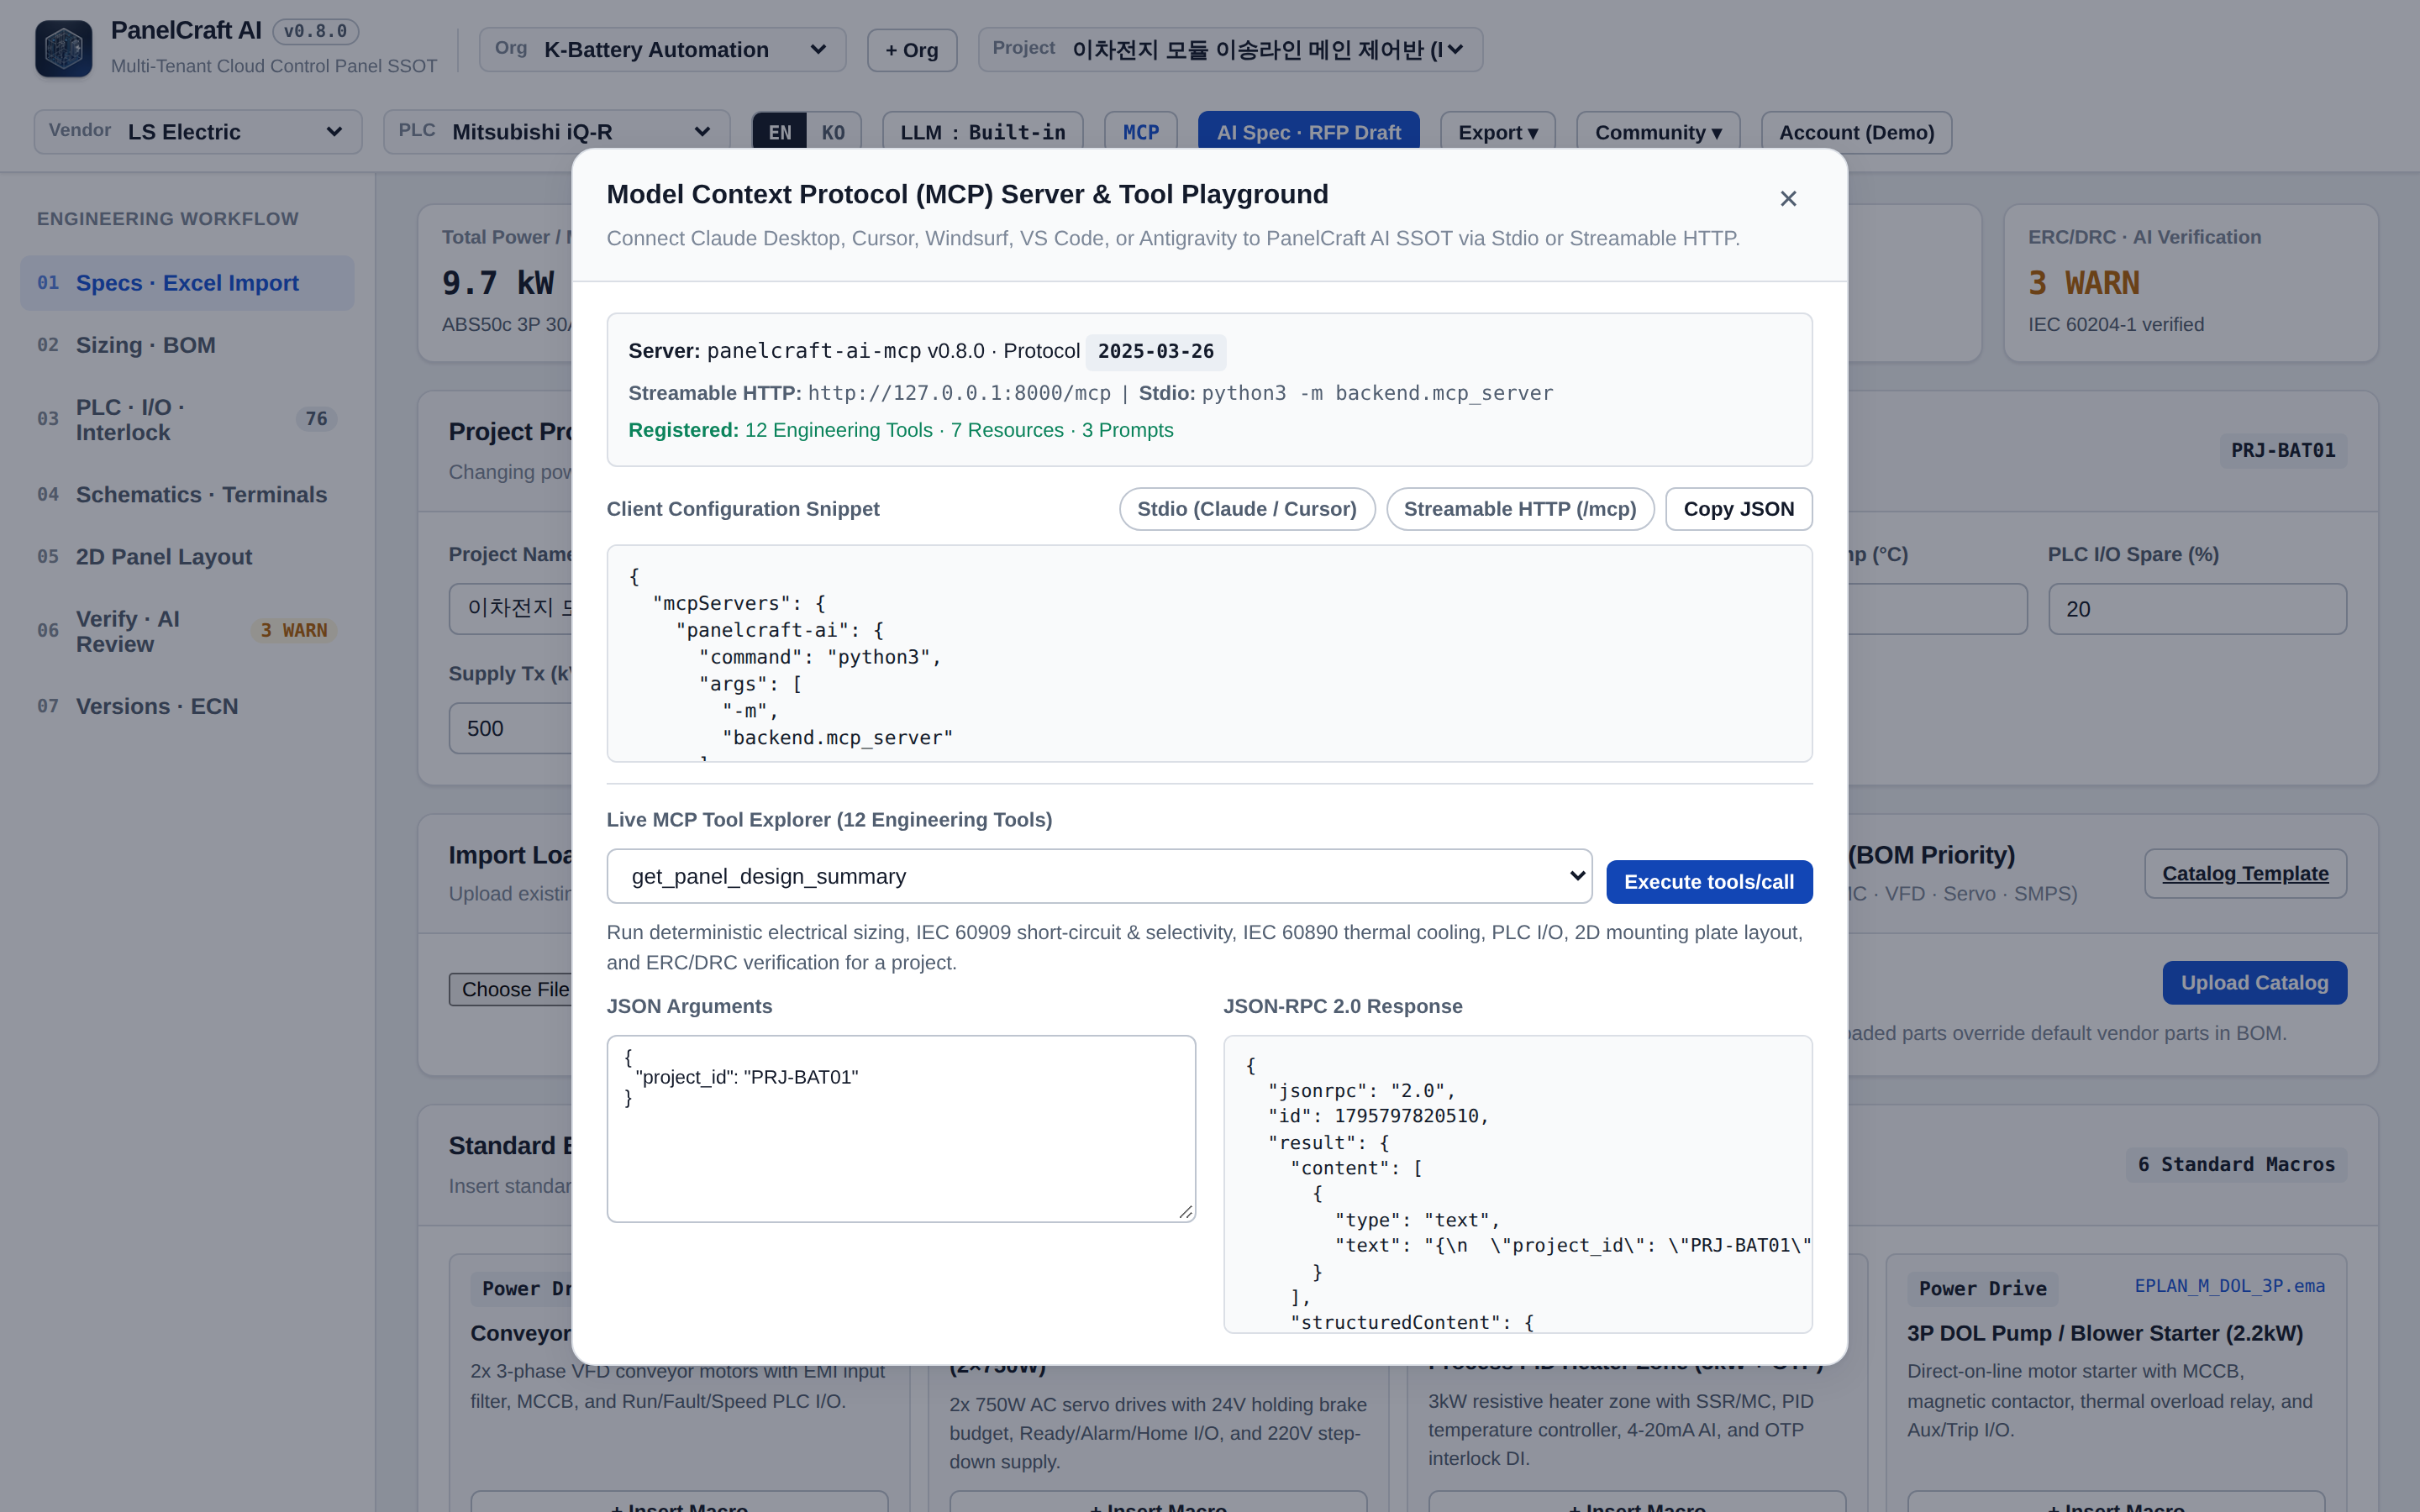 PanelCraft AI v0.8.0
Multi-Tenant Cloud Control Panel SSOT
Org K-Battery Automation
+ Org
Project 이차전지 모듈 이송라인 메인 제어반 (I
Vendor LS Electric
PLC Mitsubishi iQ-R
EN KO
LLM : Built-in
MCP
AI Spec · RFP Draft
Export ▾
Community ▾
Account (Demo)
ENGINEERING WORKFLOW
01 Specs · Excel Import
02 Sizing · BOM
03 PLC · I/O · Interlock 76
04 Schematics · Terminals
05 2D Panel Layout
06 Verify · AI Review 3 WARN
07 Versions · ECN
Total Power /
9.7 kW
ABS50c 3P 30
ERC/DRC · AI Verification
3 WARN
IEC 60204-1 verified
Model Context Protocol (MCP) Server & Tool Playground ×
Connect Claude Desktop, Cursor, Windsurf, VS Code, or Antigravity to PanelCraft AI SSOT via Stdio or Streamable HTTP.
Server: panelcraft-ai-mcp v0.8.0 · Protocol 2025-03-26
Streamable HTTP: http://127.0.0.1:8000/mcp | Stdio: python3 -m backend.mcp_server
Registered: 12 Engineering Tools · 7 Resources · 3 Prompts
Client Configuration Snippet
Stdio (Claude / Cursor)
Streamable HTTP (/mcp)
Copy JSON
{
"mcpServers": {
"panelcraft-ai": {
"command": "python3",
"args": [
"-m",
"backend.mcp_server"
Live MCP Tool Explorer (12 Engineering Tools)
get_panel_design_summary
Execute tools/call
Run deterministic electrical sizing, IEC 60909 short-circuit & selectivity, IEC 60890 thermal cooling, PLC I/O, 2D mounting plate layout,
and ERC/DRC verification for a project.
JSON Arguments
{
"project_id": "PRJ-BAT01"
}
JSON-RPC 2.0 Response
{
"jsonrpc": "2.0",
"id": 1795797820510,
"result": {
"content": [
{
"type": "text",
"text": "{\n  \"project_id\": \"PRJ-BAT01\"
}
],
"structuredContent": {
Project
Changing
PRJ-BAT01
Project Name
이차전지
Supply Tx
500
(°C)
PLC I/O Spare (%)
20
Import
Upload
Choose File
(BOM Priority)
· VFD · Servo · SMPS)
Catalog Template
Upload Catalog
parts override default vendor parts in BOM.
Standard
Insert
6 Standard Macros
Power
Conveyor
2x 3-phase VFD conveyor motors with EMI input
filter, MCCB, and Run/Fault/Speed PLC I/O.
+ Insert Macro
(2×750W)
2x 750W AC servo drives with 24V holding brake
budget, Ready/Alarm/Home I/O, and 220V step-
down supply.
+ Insert Macro
3kW resistive heater zone with SSR/MC, PID
temperature controller, 4-20mA AI, and OTP
interlock DI.
+ Insert Macro
Power Drive EPLAN_M_DOL_3P.ema
3P DOL Pump / Blower Starter (2.2kW)
Direct-on-line motor starter with MCCB,
magnetic contactor, thermal overload relay, and
Aux/Trip I/O.
+ Insert Macro